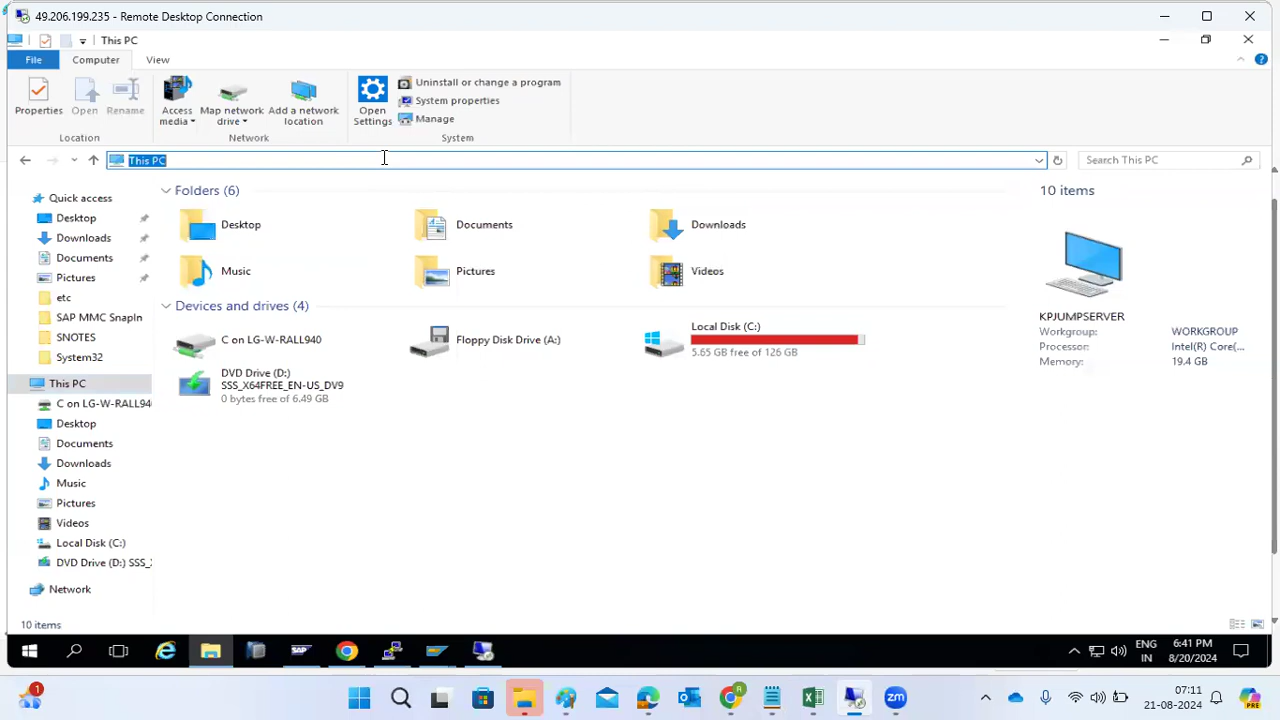 49.206.199.235 - Remote Desktop Connection
This PC
File
Computer
View
Properties
Open
Rename
Access media
Map network drive
Add a network location
Open Settings
Uninstall or change a program
System properties
Manage
Location
Network
System
This PC
Search This PC
Quick access
Desktop
Downloads
Documents
Pictures
etc
SAP MMC SnapIn
SNOTES
System32
This PC
C on LG-W-RALL940
Desktop
Documents
Downloads
Music
Pictures
Videos
Local Disk (C:)
DVD Drive (D:) SSS_X
Network
Folders (6)
Desktop
Documents
Downloads
Music
Pictures
Videos
Devices and drives (4)
C on LG-W-RALL940
Floppy Disk Drive (A:)
Local Disk (C:)
5.65 GB free of 126 GB
DVD Drive (D:)
SSS_X64FREE_EN-US_DV9
0 bytes free of 6.49 GB
10 items
KPJUMPSERVER
Workgroup: WORKGROUP
Processor: Intel(R) Core(...
Memory: 19.4 GB
10 items
SAP
ENG
IN
6:41 PM
8/20/2024
1
zm
07:11
21-08-2024
PRE